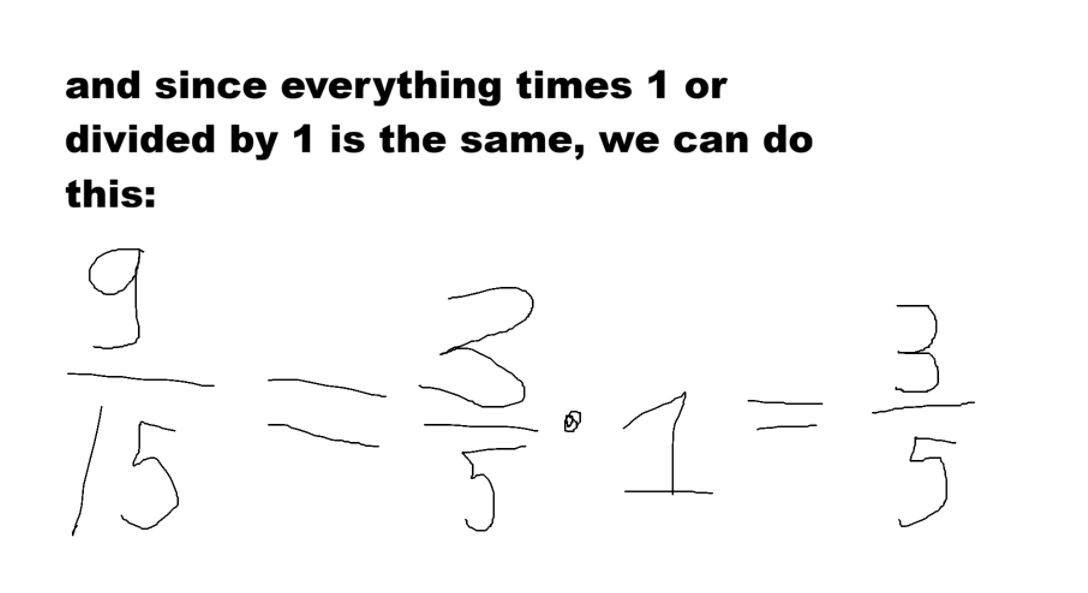 and since everything times 1 or
divided by 1 is the same, we can do
this:
9/15 = 3/5 · 1 = 3/5